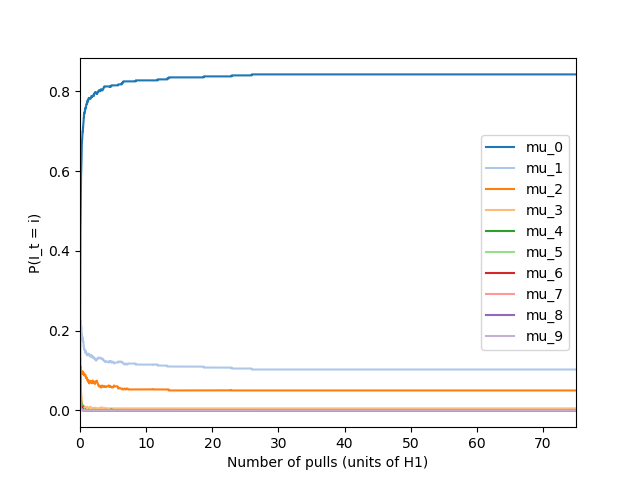 0.8
0.6
0.4
0.2
0.0
P(I_t = i)
mu_0
mu_1
mu_2
mu_3
mu_4
mu_5
mu_6
mu_7
mu_8
mu_9
0 10 20 30 40 50 60 70
Number of pulls (units of H1)